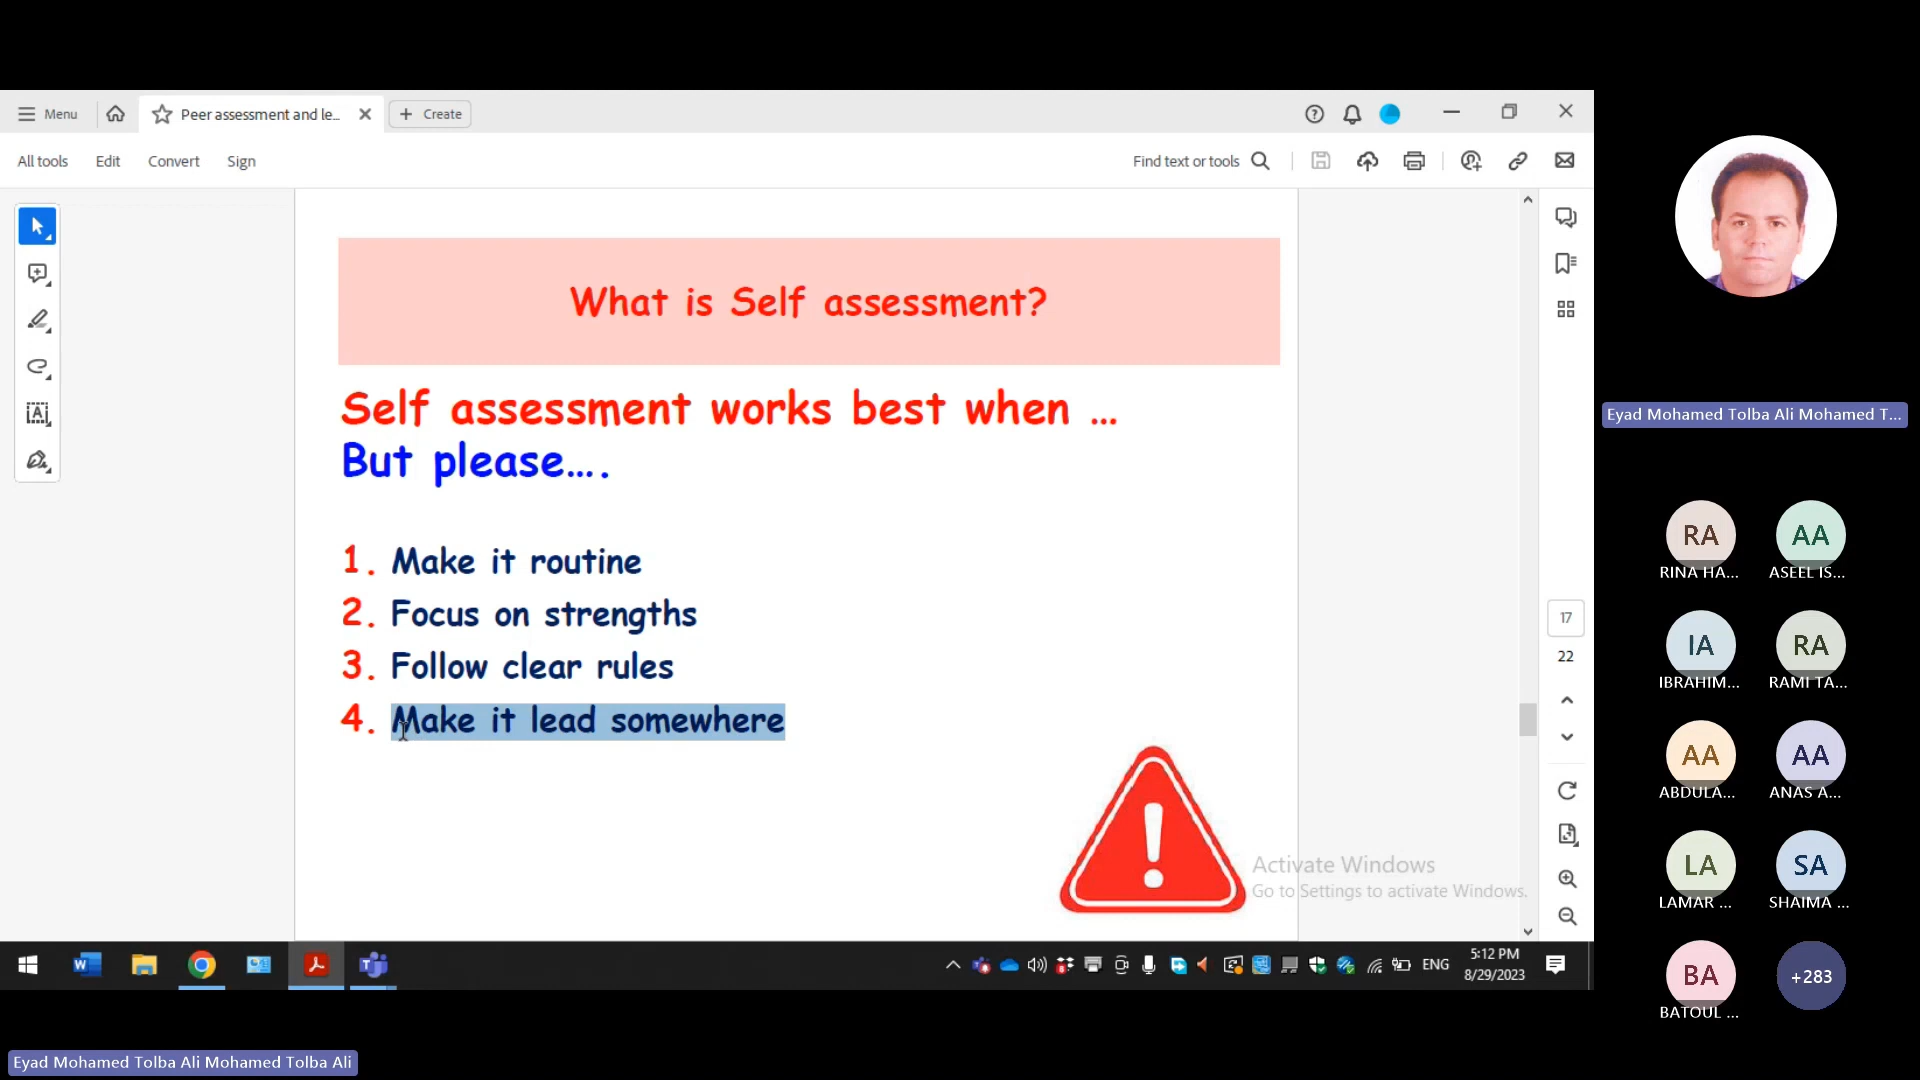 Menu
Peer assessment and le...
Create
All tools
Edit
Convert
Sign
Find text or tools
What is Self assessment?
Self assessment works best when ...
But please....
1. Make it routine
2. Focus on strengths
3. Follow clear rules
4. Make it lead somewhere
17
22
Activate Windows
Go to Settings to activate Windows.
ENG
5:12 PM
8/29/2023
Eyad Mohamed Tolba Ali Mohamed T...
RA
RINA HA...
AA
ASEEL IS...
IA
IBRAHIM...
RA
RAMI TA...
AA
ABDULA...
AA
ANAS A...
LA
LAMAR ...
SA
SHAIMA ...
BA
BATOUL ...
+283
Eyad Mohamed Tolba Ali Mohamed Tolba Ali